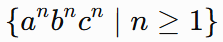 {aⁿbⁿcⁿ | n ≥ 1}